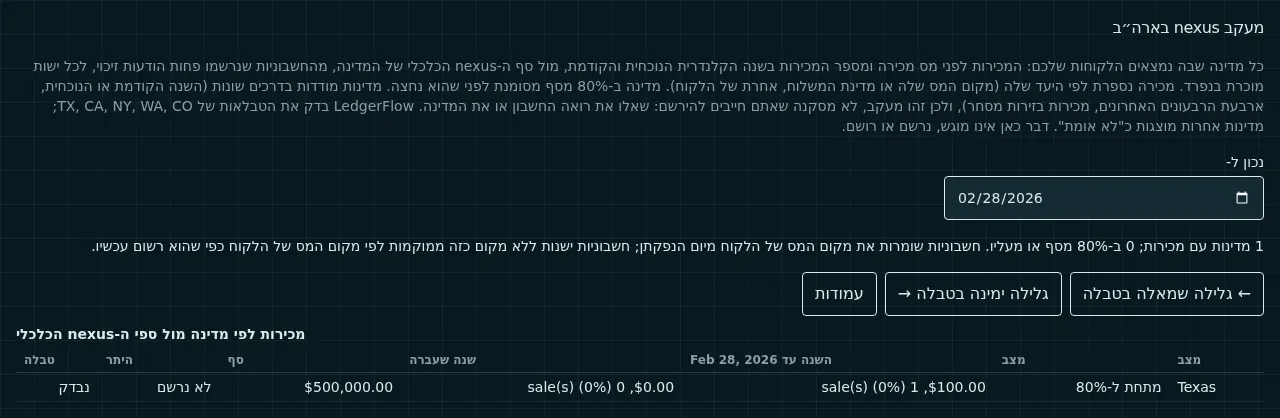 מעקב nexus בארה״ב
כל מדינה שבה נמצאים הלקוחות שלכם: המכירות לפני מס מכירה ומספר המכירות בשנה הקלנדרית הנוכחית והקודמת, מול סף ה-nexus הכלכלי של המדינה, מהחשבוניות שנרשמו פחות הודעות זיכוי, לכל ישות
מוכרת בנפרד. מכירה נספרת לפי היעד שלה (מקום המס שלה או מדינת המשלוח, אחרת של הלקוח). מדינה ב-80% מסף מסומנת לפני שהוא נחצה. מדינות מודדות בדרכים שונות (השנה הקודמת או הנוכחית,
ארבעת הרבעונים האחרונים, מכירות בזירות מסחר), ולכן זהו מעקב, לא מסקנה שאתם חייבים להירשם: שאלו את רואה החשבון או את המדינה. LedgerFlow בדק את הטבלאות של TX, CA, NY, WA, CO;
מדינות אחרות מוצגות כ"לא אומת". דבר כאן אינו מוגש, נרשם או רושם.
נכון ל-
02/28/2026
1 מדינות עם מכירות; 0 ב-80% מסף או מעליו. חשבוניות שומרות את מקום המס של הלקוח מיום הנפקתן; חשבוניות ישנות ללא מקום כזה ממוקמות לפי מקום המס של הלקוח כפי שהוא רשום עכשיו.
← גלילה שמאלה בטבלה
גלילה ימינה בטבלה →
עמודות
מכירות לפי מדינה מול ספי ה-nexus הכלכלי
מצב מצב השנה עד Feb 28, 2026 שנה שעברה סף היתר טבלה
Texas מתחת ל-80% $100.00, 1 sale(s) (0%) $0.00, 0 sale(s) (0%) $500,000.00 לא נרשם נבדק